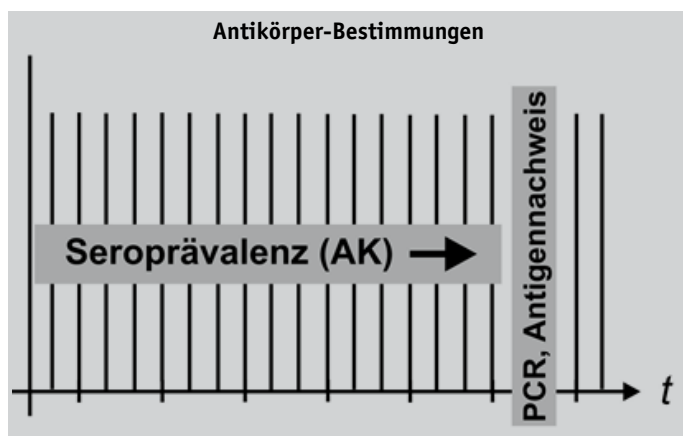 Antikörper-Bestimmungen
Seroprävalenz (AK)
PCR, Antigennachweis
t